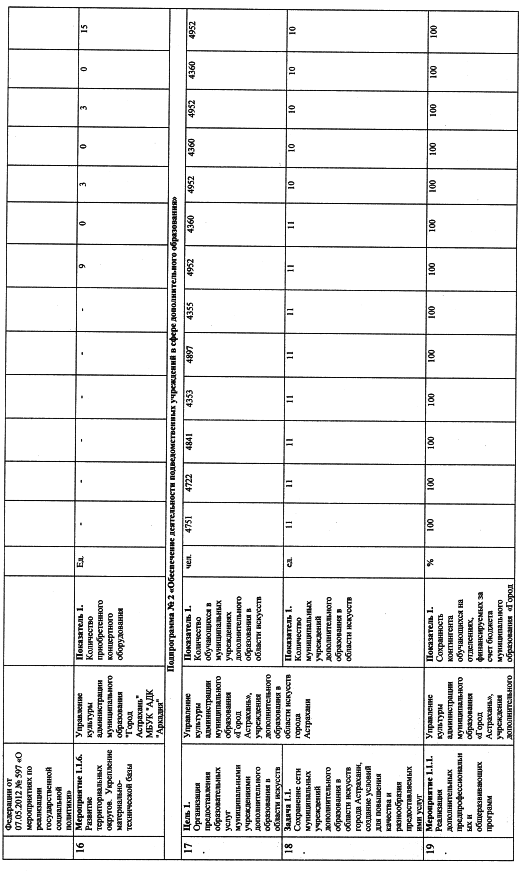 Федерации от
07.05.2012 № 597 «О
мероприятиях по
реализации
государственной
социальной
политики»
16
Мероприятие 1.1.6.
Развитие
территориальных
округов. Укрепление
материально-
технической базы
Управление
культуры
администрации
муниципального
образования
"Город
Астрахань"
МБУК "АДК
"Аркадия"
Показатель 1.
Количество
приобретенного
концертного
оборудования
Ед.
-
-
-
-
-
-
9
0
3
0
3
0
15
Подпрограмма № 2 «Обеспечение деятельности подведомственных учреждений в сфере дополнительного образования»
17
.
Цель 1.
Организация
предоставления
образовательных
услуг
муниципальными
учреждениями
дополнительного
образования в
области искусств
Управление
культуры
администрации
муниципального
образования
«Город
Астрахань»,
учреждения
дополнительного
образования в
области искусств
города
Астрахани
Показатель 1.
Количество
обучающихся в
муниципальных
учреждениях
дополнительного
образования в
области искусств
чел.
4751
4722
4841
4353
4897
4355
4952
4360
4952
4360
4952
4360
4952
18
.
Задача 1.1.
Сохранение сети
муниципальных
учреждений
дополнительного
образования в
области искусств
города Астрахани,
создание условий
для повышения
качества и
разнообразия
предоставляемых
ими услуг
Показатель 1.
Количество
муниципальных
учреждений
дополнительного
образования в
области искусств
ед.
11
11
11
11
11
11
11
11
10
10
10
10
10
19
.
Мероприятие 1.1.1.
Реализация
дополнительных
предпрофессиональн
ых и
общеразвивающих
программ
Управление
культуры
администрации
муниципального
образования
«Город
Астрахань»,
учреждения
дополнительного
Показатель 1.
Сохранность
контингента
обучающихся на
отделениях,
финансируемых за
счет бюджета
муниципального
образования «Город
%
100
100
100
100
100
100
100
100
100
100
100
100
100